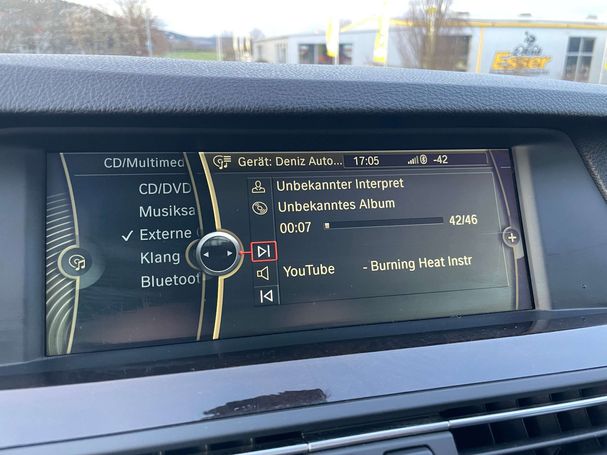 Esser
CD/Multimed
Gerät: Deniz Auto...
17:05
-42
CD/DVD
Musiksa
Externe
Klang
Bluetoot
Unbekannter Interpret
Unbekanntes Album
00:07
42/46
YouTube - Burning Heat Instr